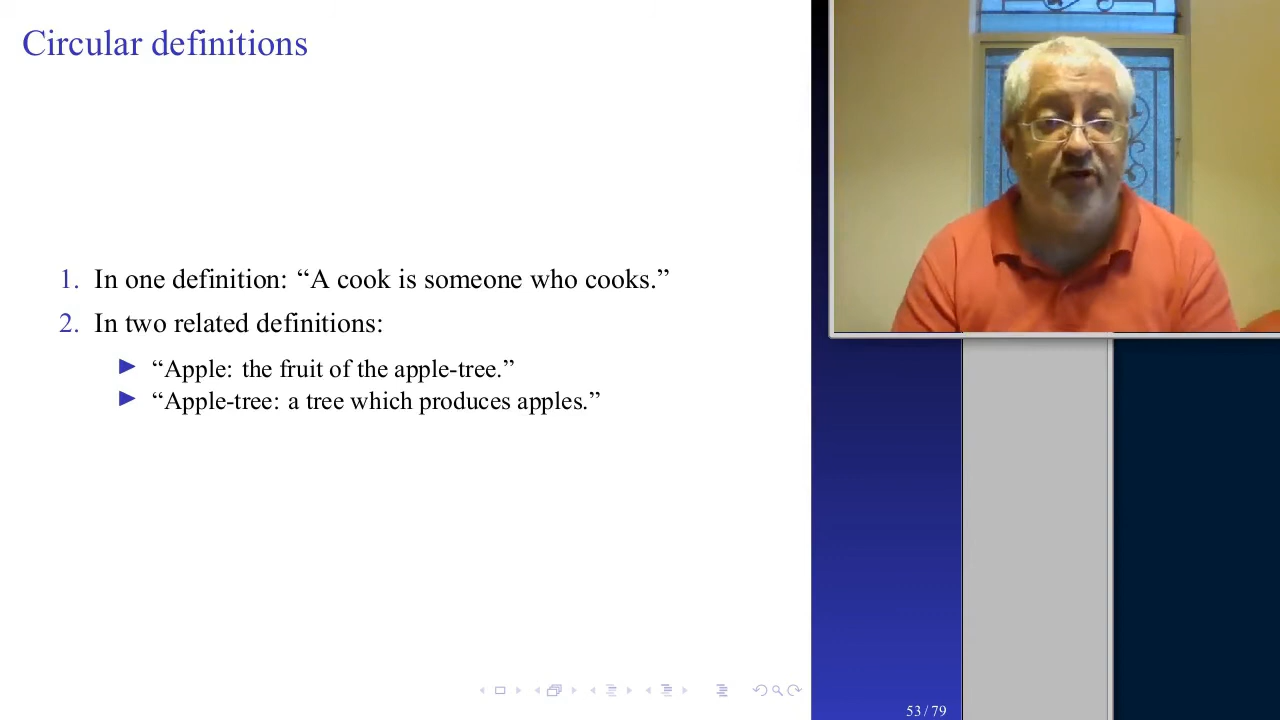 Circular definitions
1. In one definition: “A cook is someone who cooks.”
2. In two related definitions:
“Apple: the fruit of the apple-tree.”
“Apple-tree: a tree which produces apples.”
53 / 79